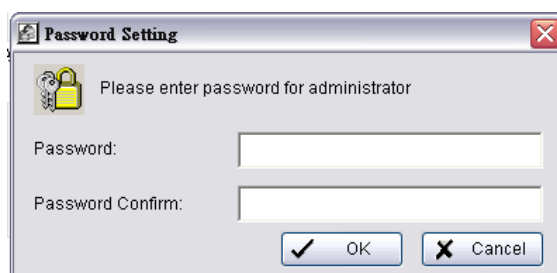 Password Setting
Please enter password for administrator
Password:
Password Confirm:
OK
Cancel